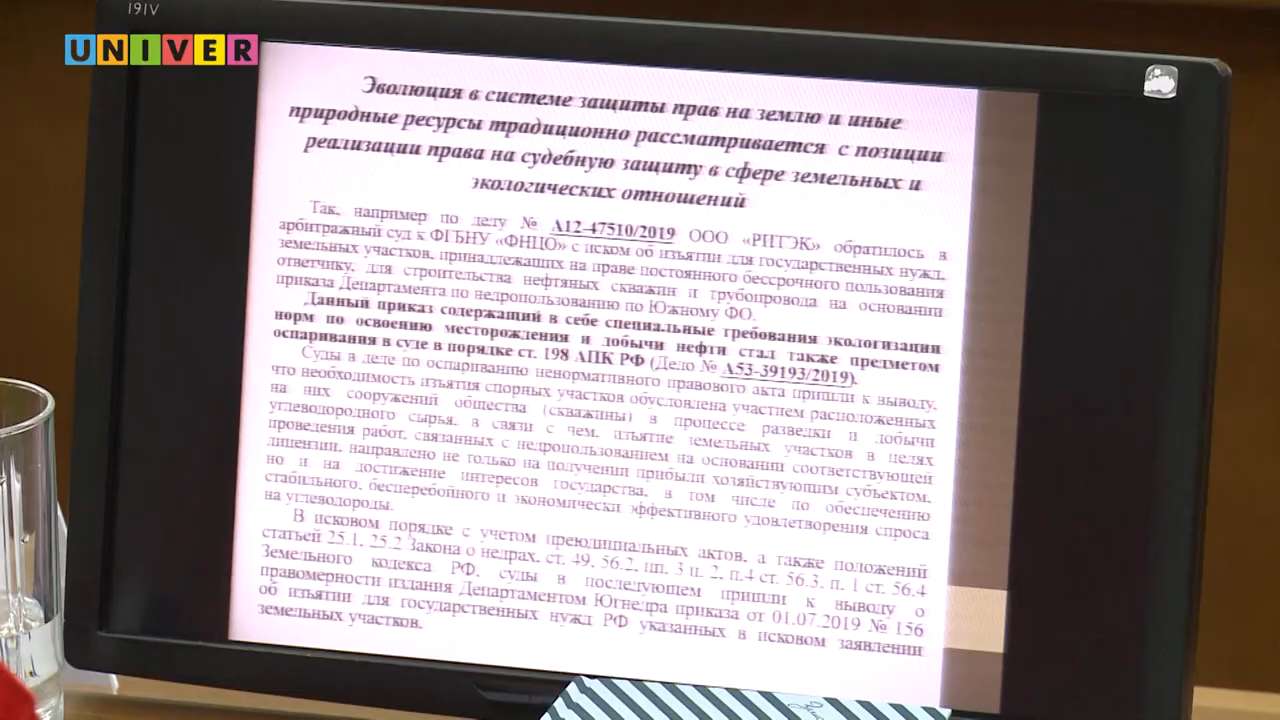 UNIVER
Эволюция в системе защиты прав на землю и иные
природные ресурсы традиционно рассматривается с позиции
реализации права на судебную защиту в сфере земельных и
экологических отношений
Так, например по делу № А12-47510/2019 ООО «РИТЭК» обратилось в
арбитражный суд к ФГБНУ «ФНЦО» с иском об изъятии для государственных нужд,
земельных участков, принадлежащих на праве постоянного бессрочного пользования
ответчику, для строительства нефтяных скважин и трубопровода на основании
приказа Департамента по недропользованию по Южному ФО.
Данный приказ содержащий в себе специальные требования экологизации
норм по освоению месторождения и добычи нефти стал также предметом
оспаривания в суде в порядке ст. 198 АПК РФ (Дело № А53-39193/2019).
Суды в деле по оспариванию ненормативного правового акта пришли к выводу,
что необходимость изъятия спорных участков обусловлена участием расположенных
на них сооружений общества (скважины) в процессе разведки и добычи
углеводородного сырья, в связи с чем, изъятие земельных участков в целях
проведения работ, связанных с недропользованием на основании соответствующей
лицензии, направлено не только на получении прибыли хозяйствующим субъектом,
но и на достижение интересов государства, в том числе по обеспечению
стабильного, бесперебойного и экономически эффективного удовлетворения спроса
на углеводороды.
В исковом порядке с учетом преюдициальных актов, а также положений
статьей 25.1, 25.2 Закона о недрах, ст. 49, 56.2, пп. 3 п. 2, п.4 ст. 56.3, п. 1 ст. 56.4
Земельного кодекса РФ, суды в последующем пришли к выводу о
правомерности издания Департаментом Югнедра приказа от 01.07.2019 № 156
об изъятии для государственных нужд РФ указанных в исковом заявлении
земельных участков.